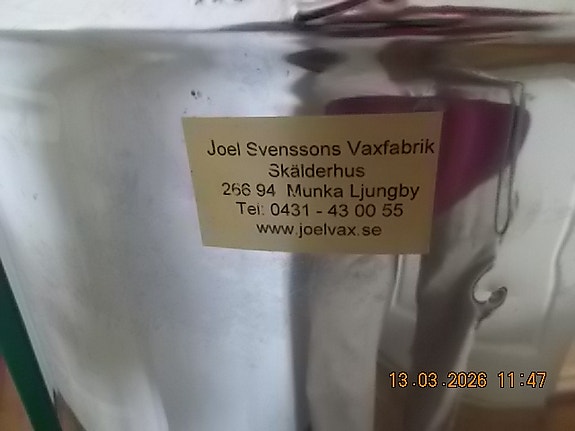 Joel Svenssons Vaxfabrik
Skälderhus
266 94 Munka Ljungby
Tel: 0431 - 43 00 55
www.joelvax.se
13.03.2026 11:47